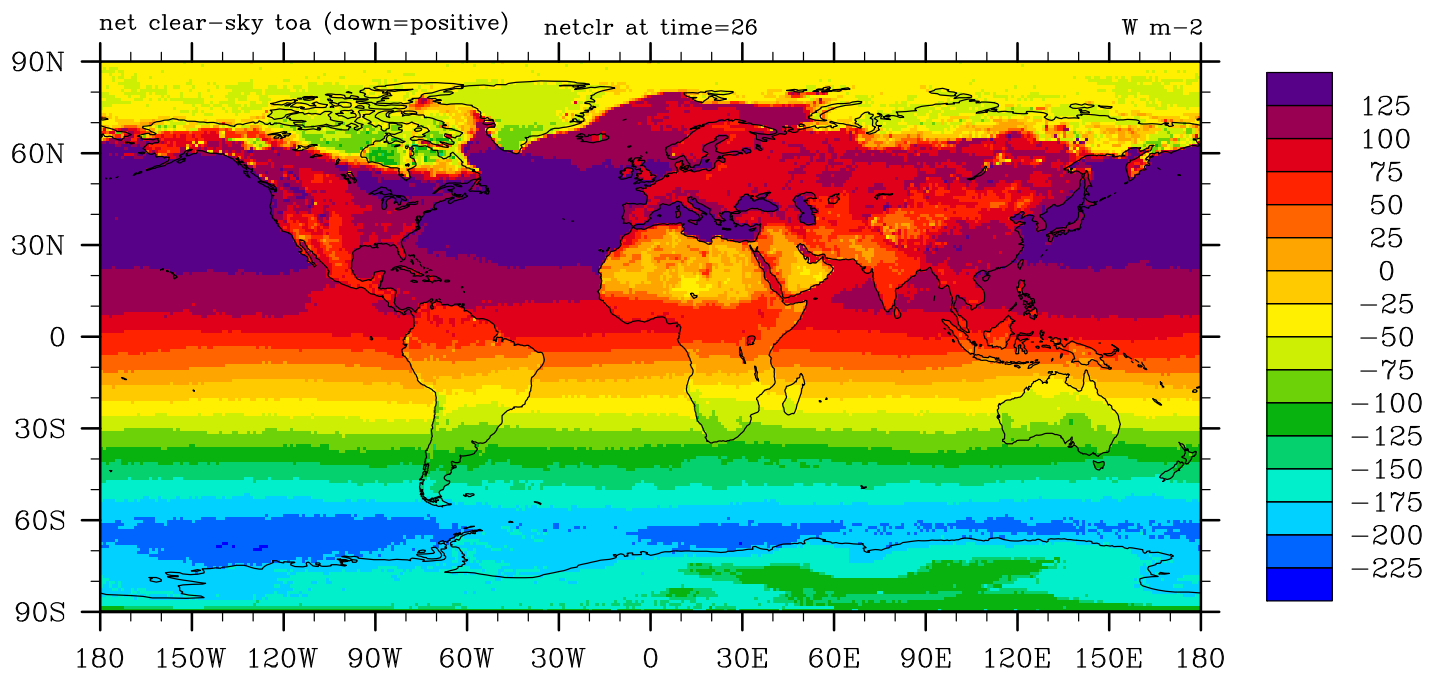 net clear−sky toa (down=positive) netclr at time=26 W m−2
90N
60N
30N
0
30S
60S
90S
180 150W 120W 90W 60W 30W 0 30E 60E 90E 120E 150E 180
125
100
75
50
25
0
−25
−50
−75
−100
−125
−150
−175
−200
−225